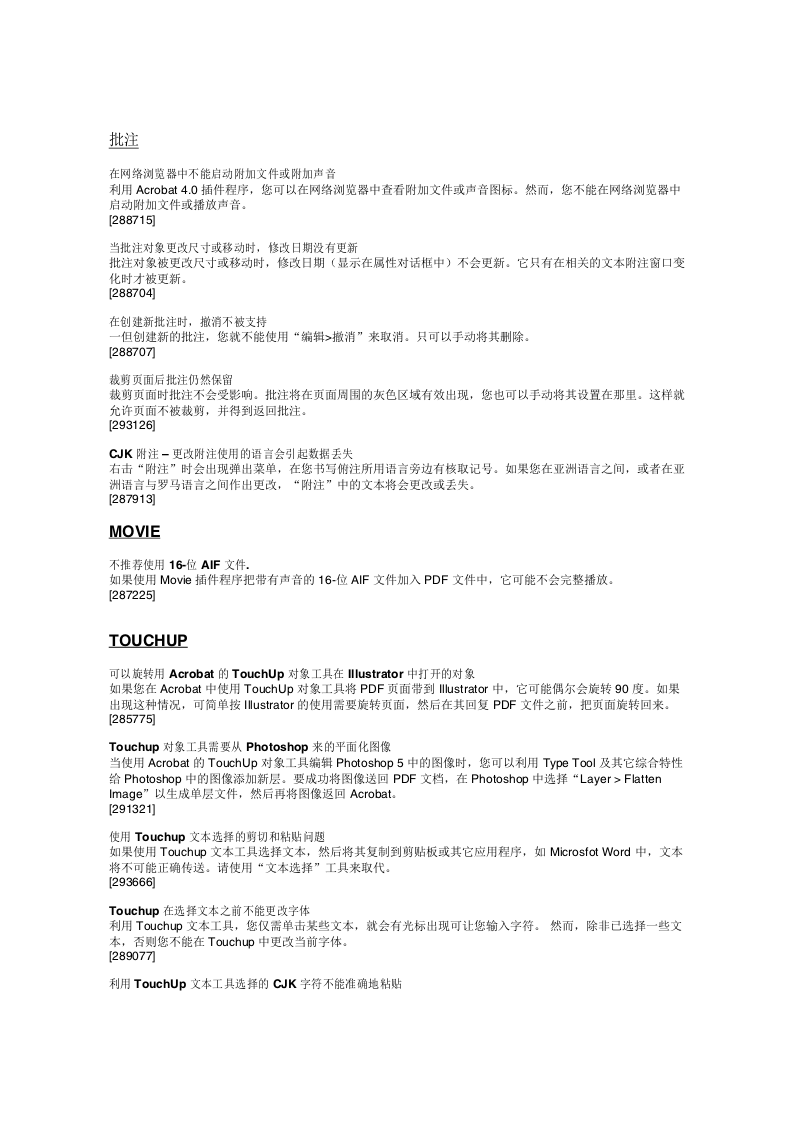 批注
在网络浏览器中不能启动附加文件或附加声音
利用 Acrobat 4.0 插件程序，您可以在网络浏览器中查看附加文件或声音图标。然而，您不能在网络浏览器中
启动附加文件或播放声音。
[288715]
当批注对象更改尺寸或移动时，修改日期没有更新
批注对象被更改尺寸或移动时，修改日期（显示在属性对话框中）不会更新。它只有在相关的文本附注窗口变
化时才被更新。
[288704]
在创建新批注时，撤消不被支持
一但创建新的批注，您就不能使用“编辑>撤消”来取消。只可以手动将其删除。
[288707]
裁剪页面后批注仍然保留
裁剪页面时批注不会受影响。批注将在页面周围的灰色区域有效出现，您也可以手动将其设置在那里。这样就
允许页面不被裁剪，并得到返回批注。
[293126]
CJK 附注 – 更改附注使用的语言会引起数据丢失
右击“附注”时会出现弹出菜单，在您书写俯注所用语言旁边有核取记号。如果您在亚洲语言之间，或者在亚
洲语言与罗马语言之间作出更改，“附注”中的文本将会更改或丢失。
[287913]
MOVIE
不推荐使用 16-位 AIF 文件.
如果使用 Movie 插件程序把带有声音的 16-位 AIF 文件加入 PDF 文件中，它可能不会完整播放。
[287225]
TOUCHUP
可以旋转用 Acrobat 的 TouchUp 对象工具在 Illustrator 中打开的对象
如果您在 Acrobat 中使用 TouchUp 对象工具将 PDF 页面带到 Illustrator 中，它可能偶尔会旋转 90 度。如果
出现这种情况，可简单按 Illustrator 的使用需要旋转页面，然后在其回复 PDF 文件之前，把页面旋转回来。
[285775]
Touchup 对象工具需要从 Photoshop 来的平面化图像
当使用 Acrobat 的 TouchUp 对象工具编辑 Photoshop 5 中的图像时，您可以利用 Type Tool 及其它综合特性
给 Photoshop 中的图像添加新层。要成功将图像送回 PDF 文档，在 Photoshop 中选择“Layer > Flatten
Image”以生成单层文件，然后再将图像返回 Acrobat。
[291321]
使用 Touchup 文本选择的剪切和粘贴问题
如果使用 Touchup 文本工具选择文本，然后将其复制到剪贴板或其它应用程序，如 Microsfot Word 中，文本
将不可能正确传送。请使用“文本选择”工具来取代。
[293666]
Touchup 在选择文本之前不能更改字体
利用 Touchup 文本工具，您仅需单击某些文本，就会有光标出现可让您输入字符。 然而，除非已选择一些文
本，否则您不能在 Touchup 中更改当前字体。
[289077]
利用 TouchUp 文本工具选择的 CJK 字符不能准确地粘贴